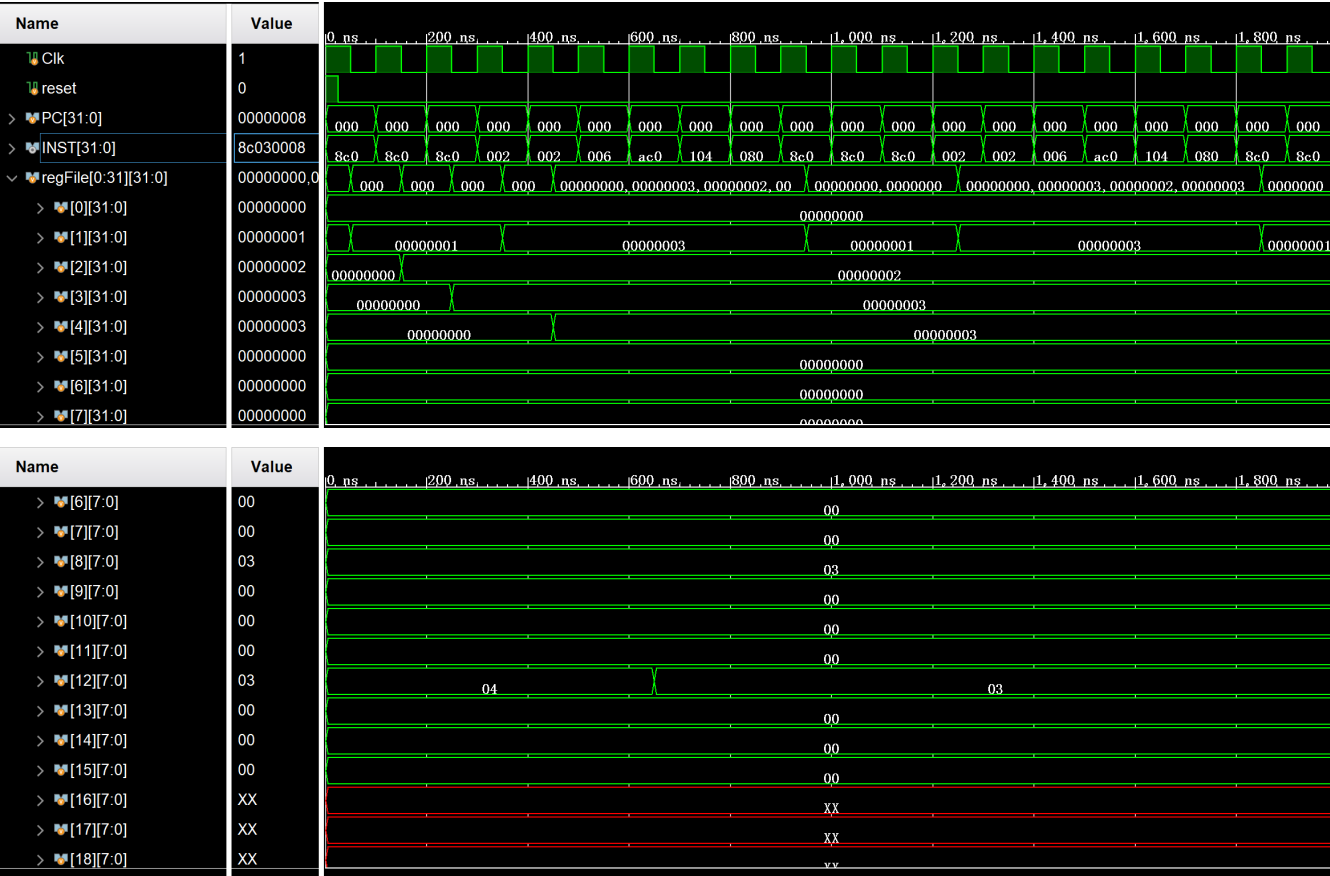 Name Value
0 ns 200 ns 400 ns 600 ns 800 ns 1,000 ns 1,200 ns 1,400 ns 1,600 ns 1,800 ns
Clk 1
reset 0
PC[31:0] 00000008 000 000 000 000 000 000 000 000 000 000 000 000 000 000 000 000 000 000 000 000
INST[31:0] 8c030008 8c0 8c0 8c0 002 002 006 ac0 104 080 8c0 8c0 8c0 002 002 006 ac0 104 080 8c0 8c0
regFile[0:31][31:0] 00000000,0 000 000 000 000 00000000,00000003,00000002,00 00000000,0000000 00000000,00000003,00000002,00000003 0000000
[0][31:0] 00000000 00000000
[1][31:0] 00000001 00000001 00000003 00000001 00000003 00000001
[2][31:0] 00000002 00000000 00000002
[3][31:0] 00000003 00000000 00000003
[4][31:0] 00000003 00000000 00000003
[5][31:0] 00000000 00000000
[6][31:0] 00000000 00000000
[7][31:0] 00000000 00000000
Name Value
0 ns 200 ns 400 ns 600 ns 800 ns 1,000 ns 1,200 ns 1,400 ns 1,600 ns 1,800 ns
[6][7:0] 00 00
[7][7:0] 00 00
[8][7:0] 03 03
[9][7:0] 00 00
[10][7:0] 00 00
[11][7:0] 00 00
[12][7:0] 03 04 03
[13][7:0] 00 00
[14][7:0] 00 00
[15][7:0] 00 00
[16][7:0] XX XX
[17][7:0] XX XX
[18][7:0] XX XX